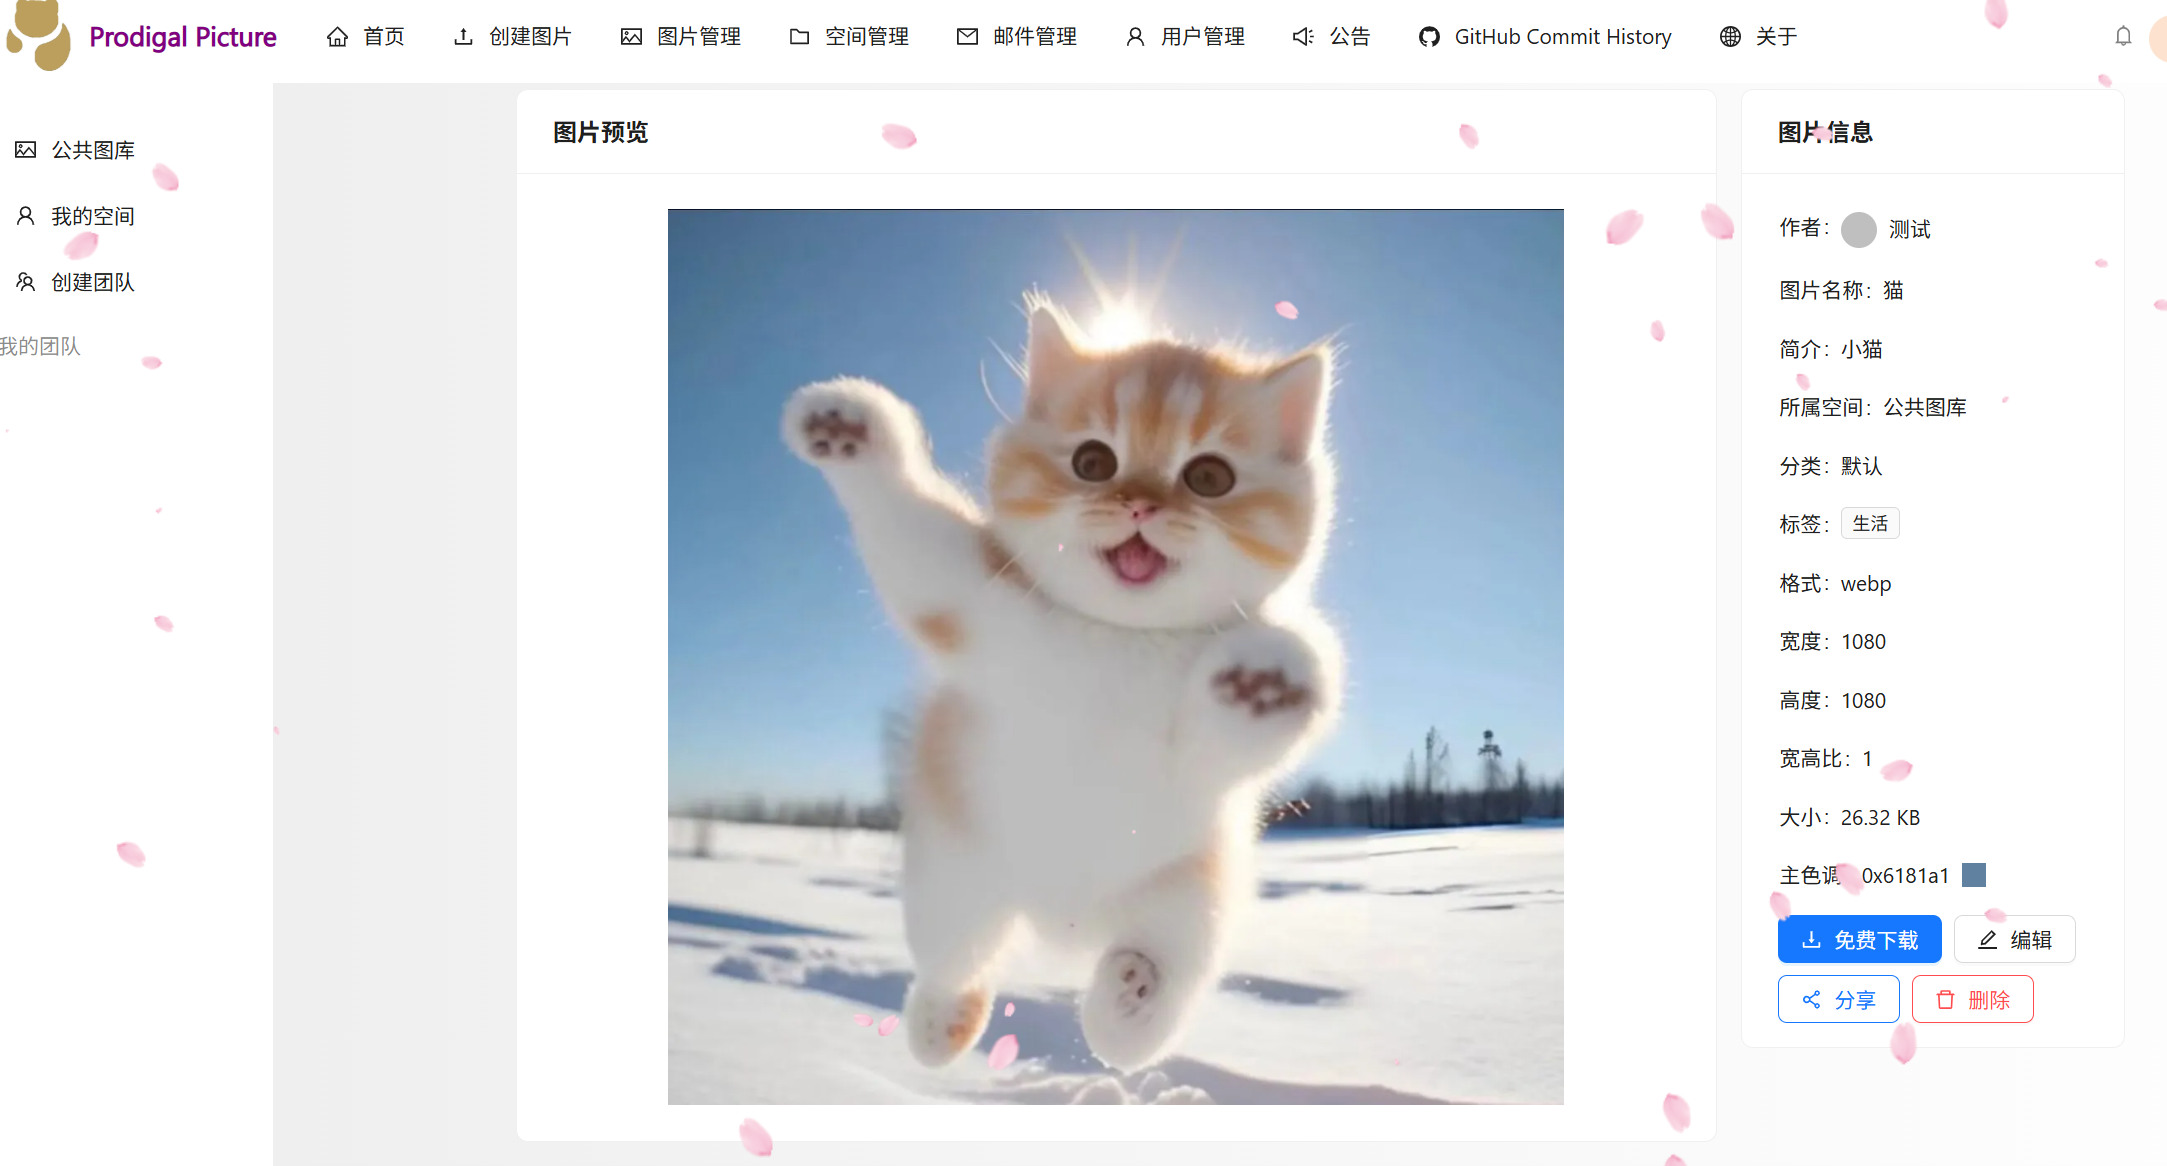 Prodigal Picture 首页 创建图片 图片管理 空间管理 邮件管理 用户管理 公告 GitHub Commit History 关于
公共图库
我的空间
创建团队
我的团队
图片预览
图片信息
作者： 测试
图片名称：猫
简介：小猫
所属空间：公共图库
分类：默认
标签： 生活
格式：webp
宽度：1080
高度：1080
宽高比：1
大小：26.32 KB
主色调 0x6181a1
免费下载 编辑
分享 删除